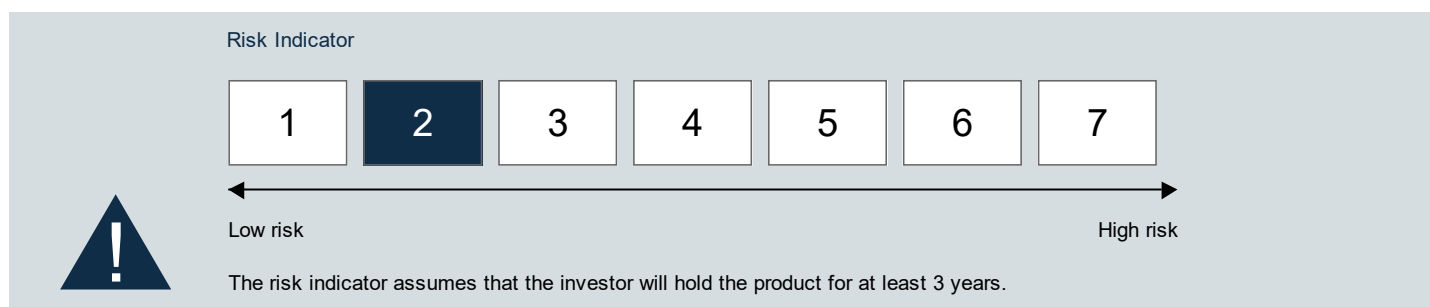 Risk Indicator
1 2 3 4 5 6 7
!
Low risk High risk
The risk indicator assumes that the investor will hold the product for at least 3 years.